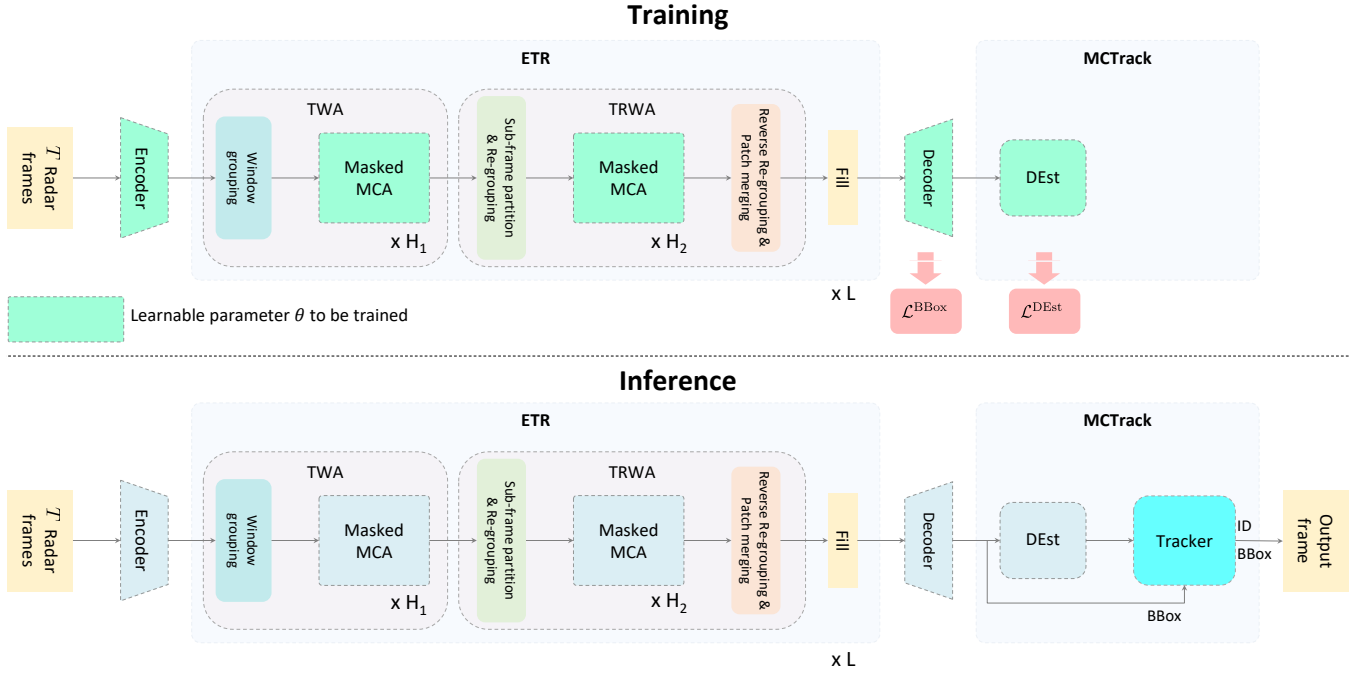 Training
ETR
MCTrack
TWA
TRWA
T Radar
frames
Encoder
Window
grouping
Masked
MCA
x H1
Sub-frame partition
& Re-grouping
Masked
MCA
x H2
Reverse Re-grouping &
Patch merging
Fill
x L
Decoder
DEst
ℒ^BBox
ℒ^DEst
Learnable parameter θ to be trained
Inference
ETR
MCTrack
TWA
TRWA
T Radar
frames
Encoder
Window
grouping
Masked
MCA
x H1
Sub-frame partition
& Re-grouping
Masked
MCA
x H2
Reverse Re-grouping &
Patch merging
Fill
x L
Decoder
DEst
Tracker
BBox
ID
BBox
Output
frame